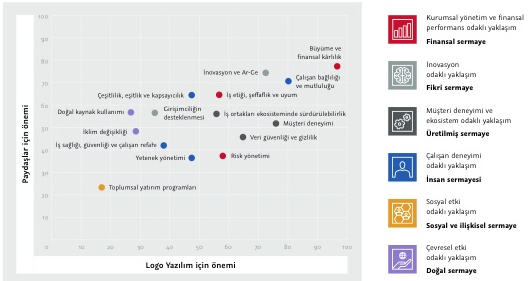 100
90
80
70
60
50
40
30
20
10
0
10
20
30
40
50
60
70
80
90
100
Paydaşlar için önemi
Logo Yazılım için önemi
Büyüme ve
finansal kârlılık
İnovasyon ve Ar-Ge
Çalışan bağlılığı
ve mutluluğu
Çeşitlilik, eşitlik ve kapsayıcılık
İş etiği, şeffaflık ve uyum
Doğal kaynak kullanımı
Girişimciliğin
desteklenmesi
İş ortakları ekosisteminde sürdürülebilirlik
Müşteri deneyimi
İklim değişikliği
Veri güvenliği ve gizlilik
İş sağlığı, güvenliği ve çalışan refahı
Yetenek yönetimi
Risk yönetimi
Toplumsal yatırım programları
Kurumsal yönetim ve finansal
performans odaklı yaklaşım
Finansal sermaye
İnovasyon
odaklı yaklaşım
Fikri sermaye
Müşteri deneyimi ve
ekosistem odaklı yaklaşım
Üretilmiş sermaye
Çalışan deneyimi
odaklı yaklaşım
İnsan sermayesi
Sosyal etki
odaklı yaklaşım
Sosyal ve ilişkisel sermaye
Çevresel etki
odaklı yaklaşım
Doğal sermaye